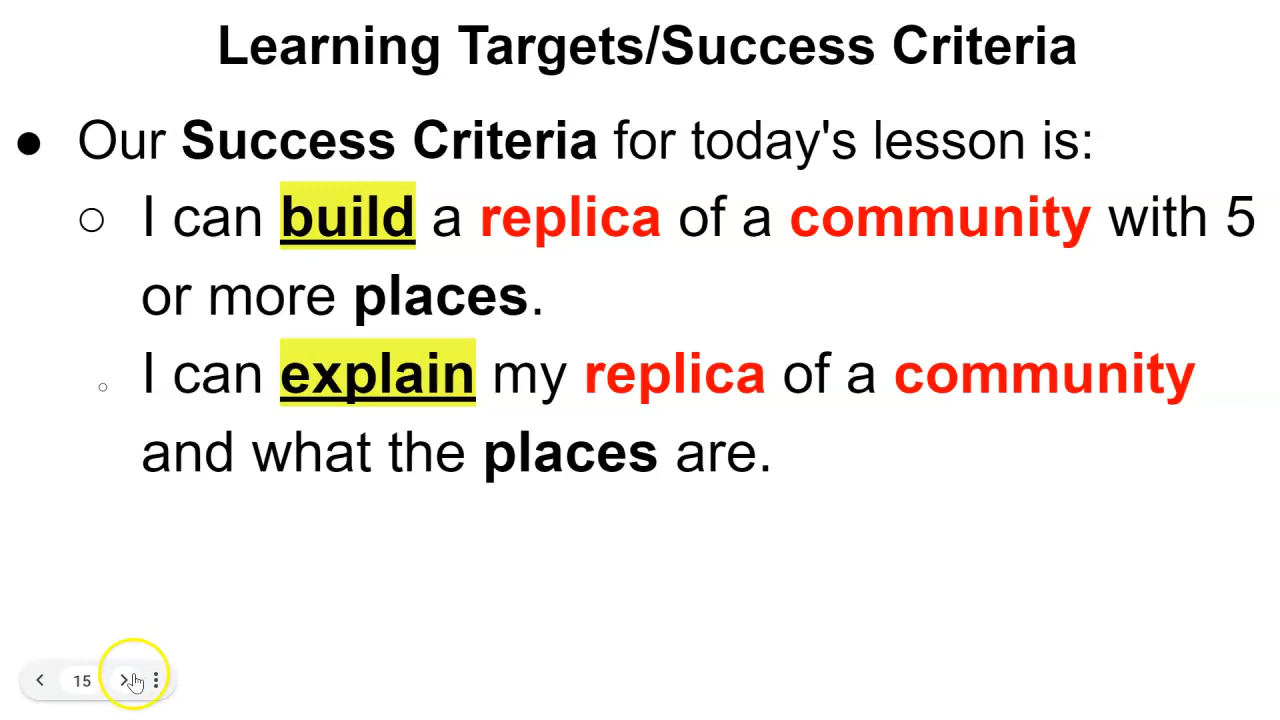 Learning Targets/Success Criteria
● Our Success Criteria for today's lesson is:
○ I can build a replica of a community with 5
or more places.
○ I can explain my replica of a community
and what the places are.
15